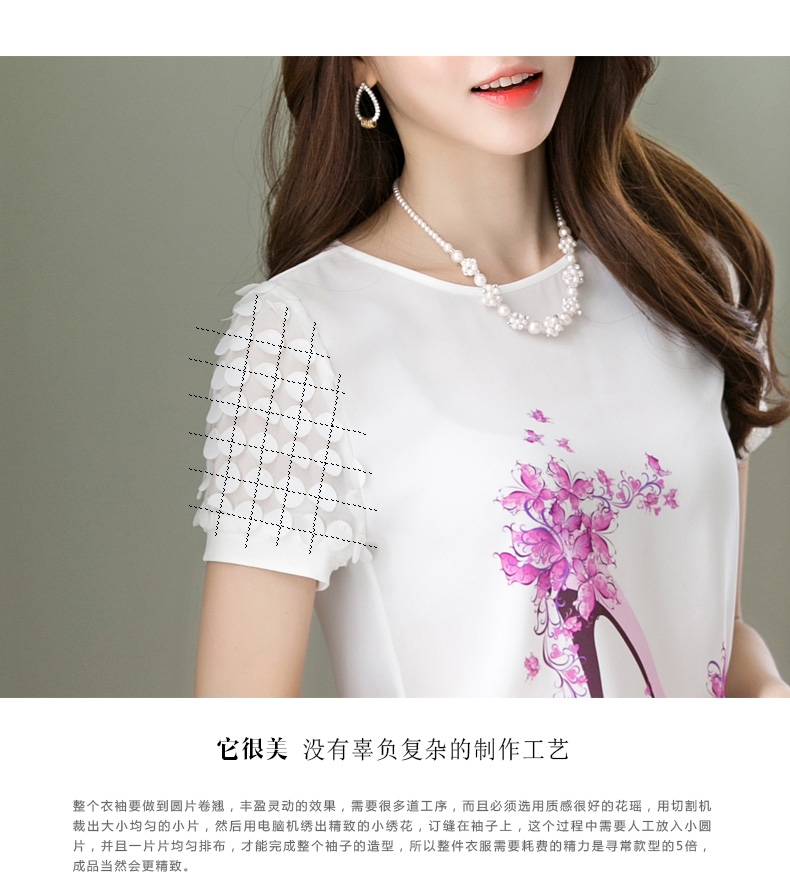 它很美 没有辜负复杂的制作工艺
整个衣袖要做到圆片卷翘，丰盈灵动的效果，需要很多道工序，而且必须选用质感很好的花瑶，用切割机
裁出大小均匀的小片，然后用电脑机绣出精致的小绣花，订缝在袖子上，这个过程中需要人工放入小圆
片，并且一片片均匀排布，才能完成整个袖子的造型，所以整件衣服需要耗费的精力是寻常款型的5倍，
成品当然会更精致。